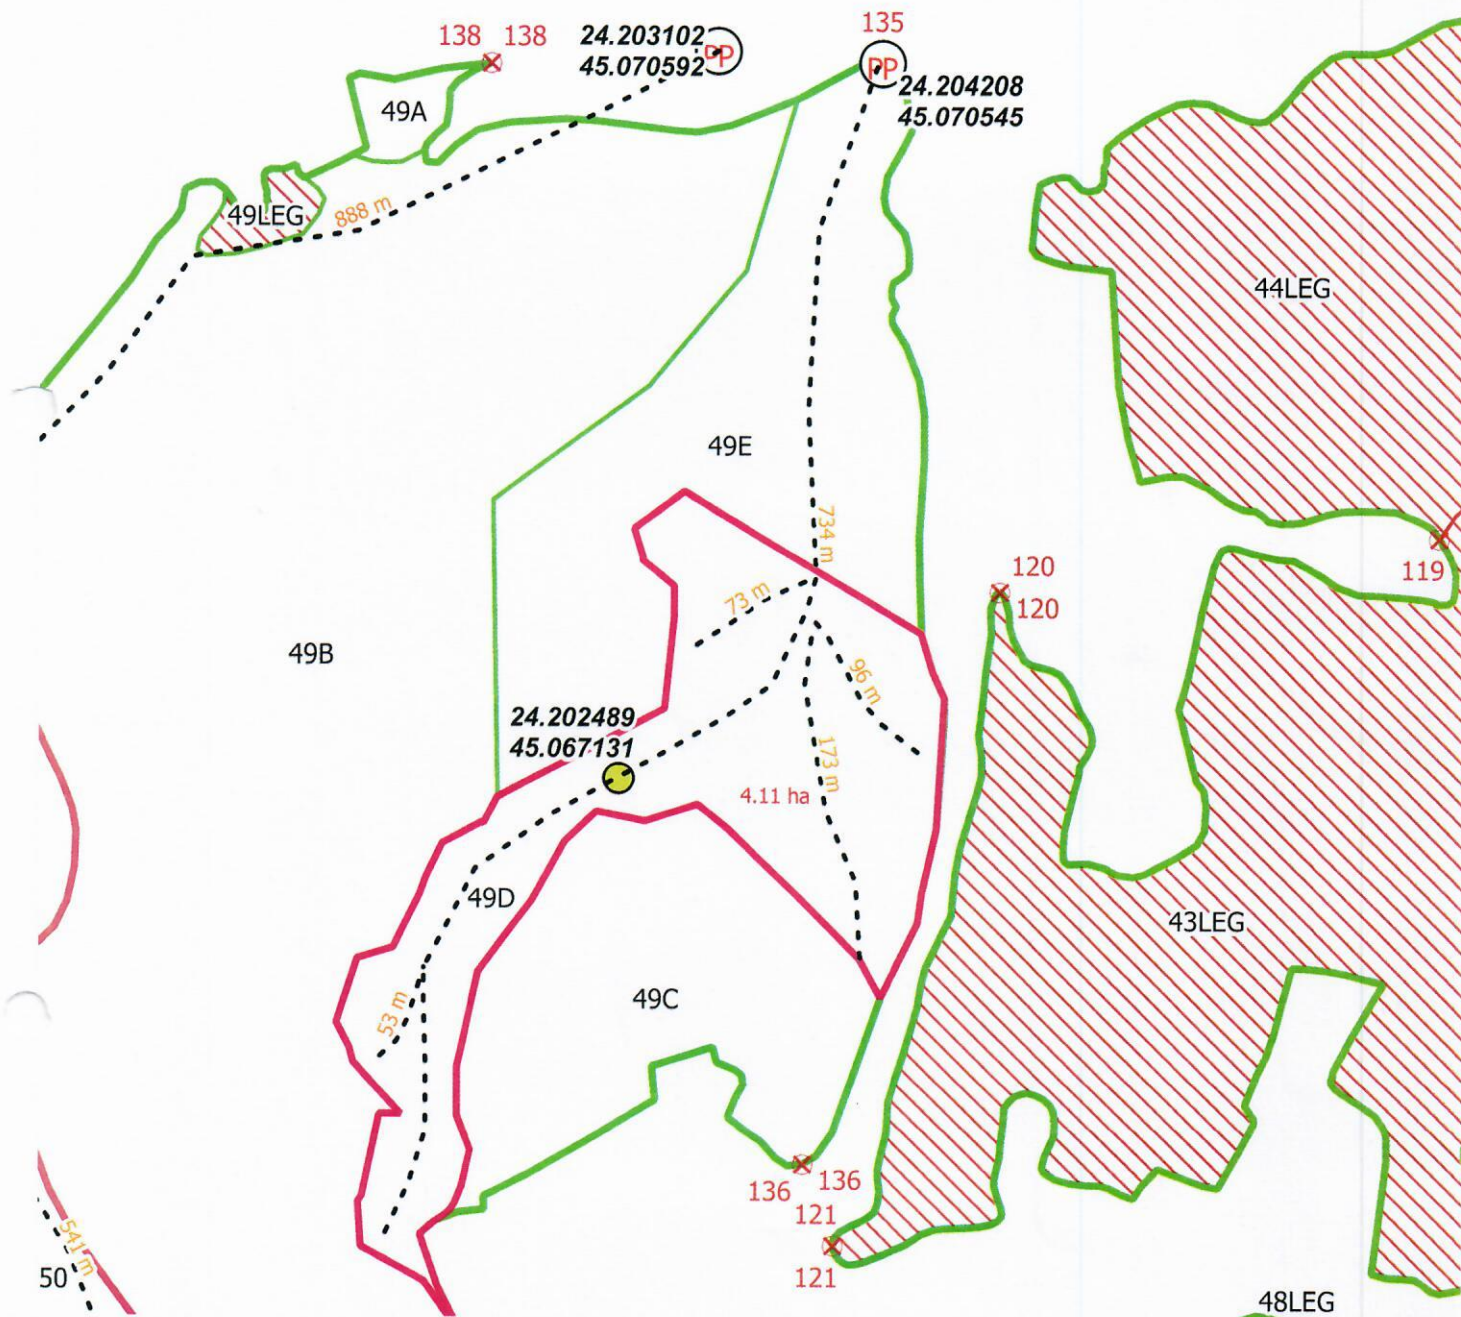 138 138
24.203102
45.070592
PP
135
PP
24.204208
45.070545
49A
49LEG
888 m
44LEG
49E
734 m
119
120
120
73 m
49B
96 m
24.202489
45.067131
173 m
4.11 ha
49D
43LEG
49C
53 m
136 136
121
121
541 m
50
48LEG